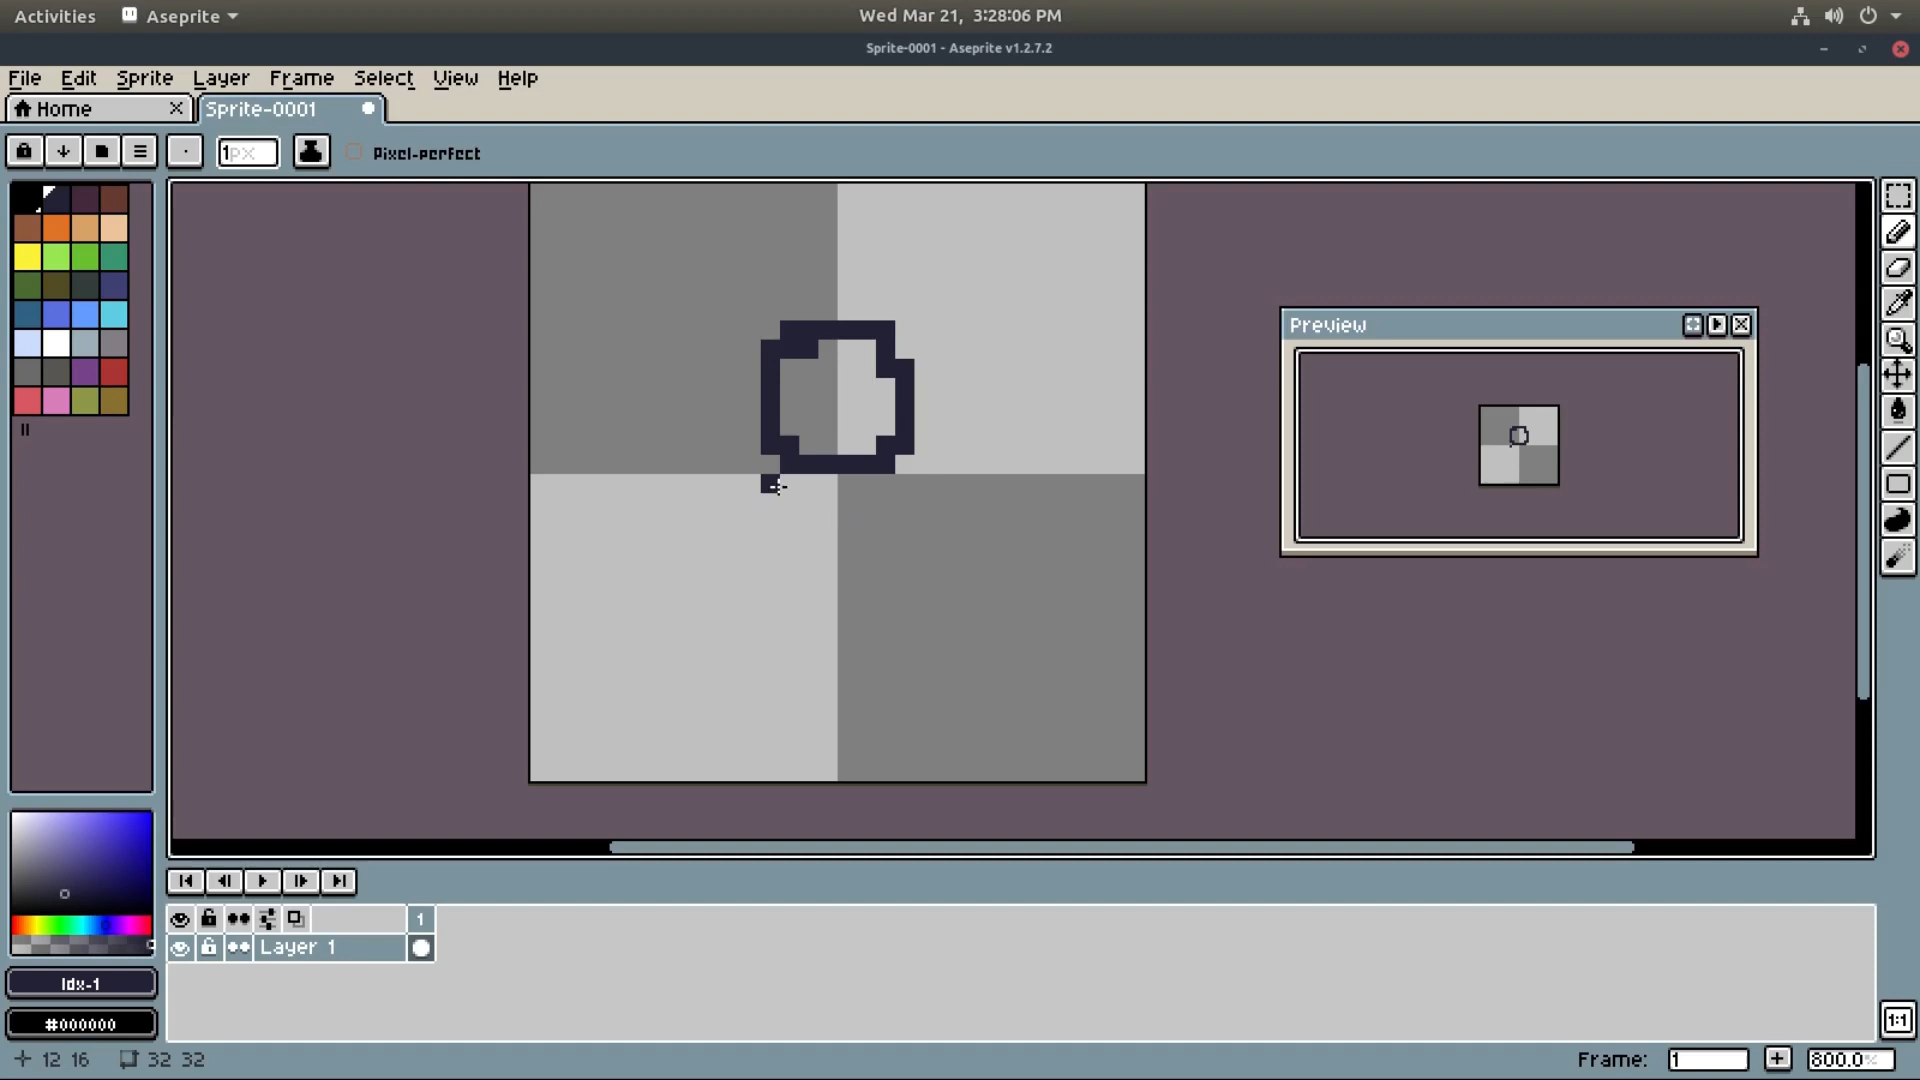 Activities Aseprite Wed Mar 21, 3:28:06 PM
Sprite-0001 - Aseprite v1.2.7.2
File Edit Sprite Layer Frame Select View Help
Home Sprite-0001
1px Pixel-perfect
Preview
1
Layer 1
Idx-1
#000000
1:1
12 16 32 32 Frame: 1 800.0%